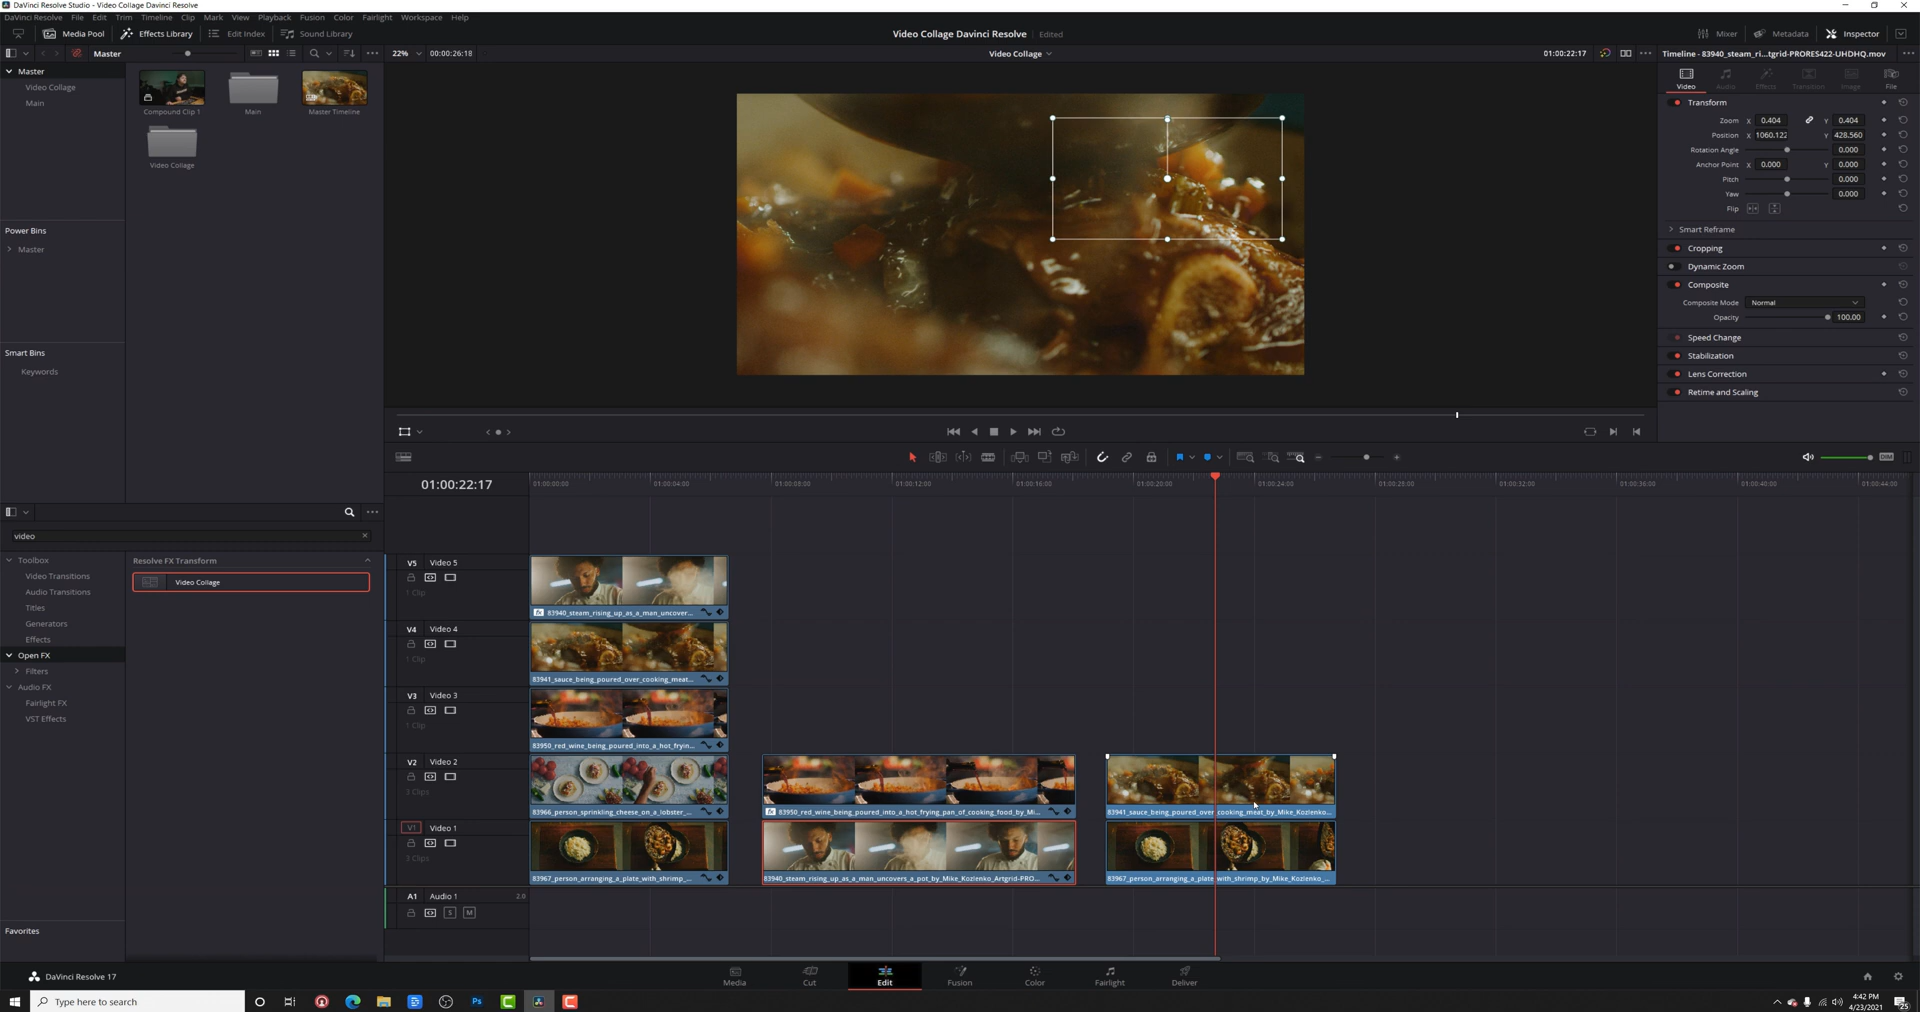 DaVinci Resolve Studio - Video Collage Davinci Resolve
DaVinci Resolve File Edit Trim Timeline Clip Mark View Playback Fusion Color Fairlight Workspace Help
Media Pool Effects Library Edit Index Sound Library
Video Collage Davinci Resolve Edited
Mixer Metadata Inspector
Master
22% 00:00:26:18
Video Collage
01:00:22:17
Timeline - 83940_steam_ri...tgrid-PRORES422-UHDHQ.mov
Master
Video Collage
Main
Compound Clip 1
Main
Master Timeline
Video Collage
Power Bins
Master
Smart Bins
Keywords
Video Audio Effects Transition Image File
Transform
Zoom X 0.404 Y 0.404
Position X 1060.122 Y 428.560
Rotation Angle 0.000
Anchor Point X 0.000 Y 0.000
Pitch 0.000
Yaw 0.000
Flip
Smart Reframe
Cropping
Dynamic Zoom
Composite
Composite Mode Normal
Opacity 100.00
Speed Change
Stabilization
Lens Correction
Retime and Scaling
DIM
01:00:22:17
01:00:00:00 01:00:04:00 01:00:08:00 01:00:12:00 01:00:16:00 01:00:20:00 01:00:24:00 01:00:28:00 01:00:32:00 01:00:36:00 01:00:40:00 01:00:44:00
video
Toolbox
Video Transitions
Audio Transitions
Titles
Generators
Effects
Open FX
Filters
Audio FX
Fairlight FX
VST Effects
Favorites
Resolve FX Transform
Video Collage
V5 Video 5
1 Clip
83940_steam_rising_up_as_a_man_uncover...
V4 Video 4
1 Clip
83941_sauce_being_poured_over_cooking_meat...
V3 Video 3
1 Clip
83950_red_wine_being_poured_into_a_hot_fryin...
V2 Video 2
3 Clips
83966_person_sprinkling_cheese_on_a_lobster_...
83950_red_wine_being_poured_into_a_hot_frying_pan_of_cooking_food_by_Mi...
83941_sauce_being_poured_over_cooking_meat_by_Mike_Kozlenko...
V1 Video 1
3 Clips
83967_person_arranging_a_plate_with_shrimp_...
83940_steam_rising_up_as_a_man_uncovers_a_pot_by_Mike_Kozlenko_Artgrid-PRO...
83967_person_arranging_a_plate_with_shrimp_by_Mike_Kozlenko_...
A1 Audio 1 2.0
S M
DaVinci Resolve 17
Media Cut Edit Fusion Color Fairlight Deliver
Type here to search
Ps
4:42 PM
4/23/2021
25